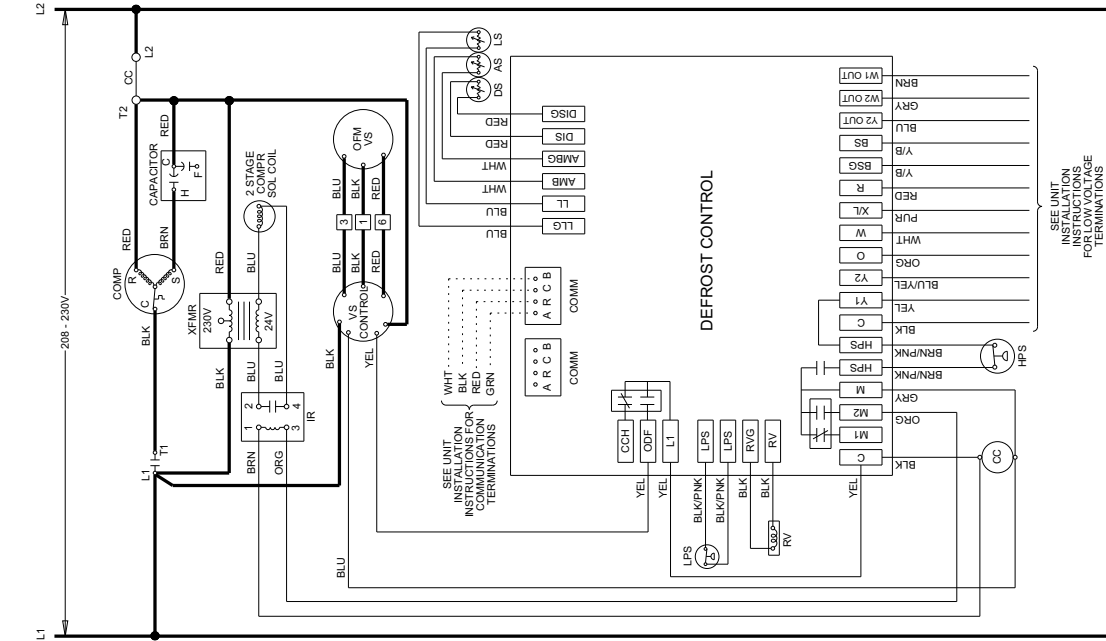 L2
L1
208 - 230V
L2
CC
T2
CAPACITOR
RED
C
F
H
BRN
RED
COMP
R
S
C
BLK
2 STAGE
COMPR
SOL COIL
BLU
RED
XFMR
230V
24V
BLK
BLU
BLU
2
4
1
3
IR
BRN
ORG
T1
L1
OFM
VS
BLU
BLK
RED
3
1
6
BLU
BLK
RED
VS
CONTROL
BLK
YEL
BLU
LS
AS
DS
RED
RED
WHT
WHT
BLU
BLU
DISG
DIS
AMBG
AMB
LL
LLG
WHT
BLK
RED
GRN
SEE UNIT
INSTALLATION
INSTRUCTIONS FOR
COMMUNICATION
TERMINATIONS
A R C B
COMM
A R C B
COMM
DEFROST CONTROL
CCH
ODF
L1
LPS
LPS
RVG
RV
YEL
YEL
BLK/PNK
BLK/PNK
BLK
BLK
YEL
LPS
RV
W1 OUT
W2 OUT
Y2 OUT
BS
BSG
R
X/L
W
O
Y2
Y1
C
HPS
HPS
M
M2
M1
C
BRN
GRY
BLU
Y/B
Y/B
RED
PUR
WHT
ORG
BLU/YEL
YEL
BLK
BRN/PNK
BRN/PNK
GRY
ORG
BLK
HPS
CC
SEE UNIT
INSTALLATION
INSTRUCTIONS
FOR LOW VOLTAGE
TERMINATIONS